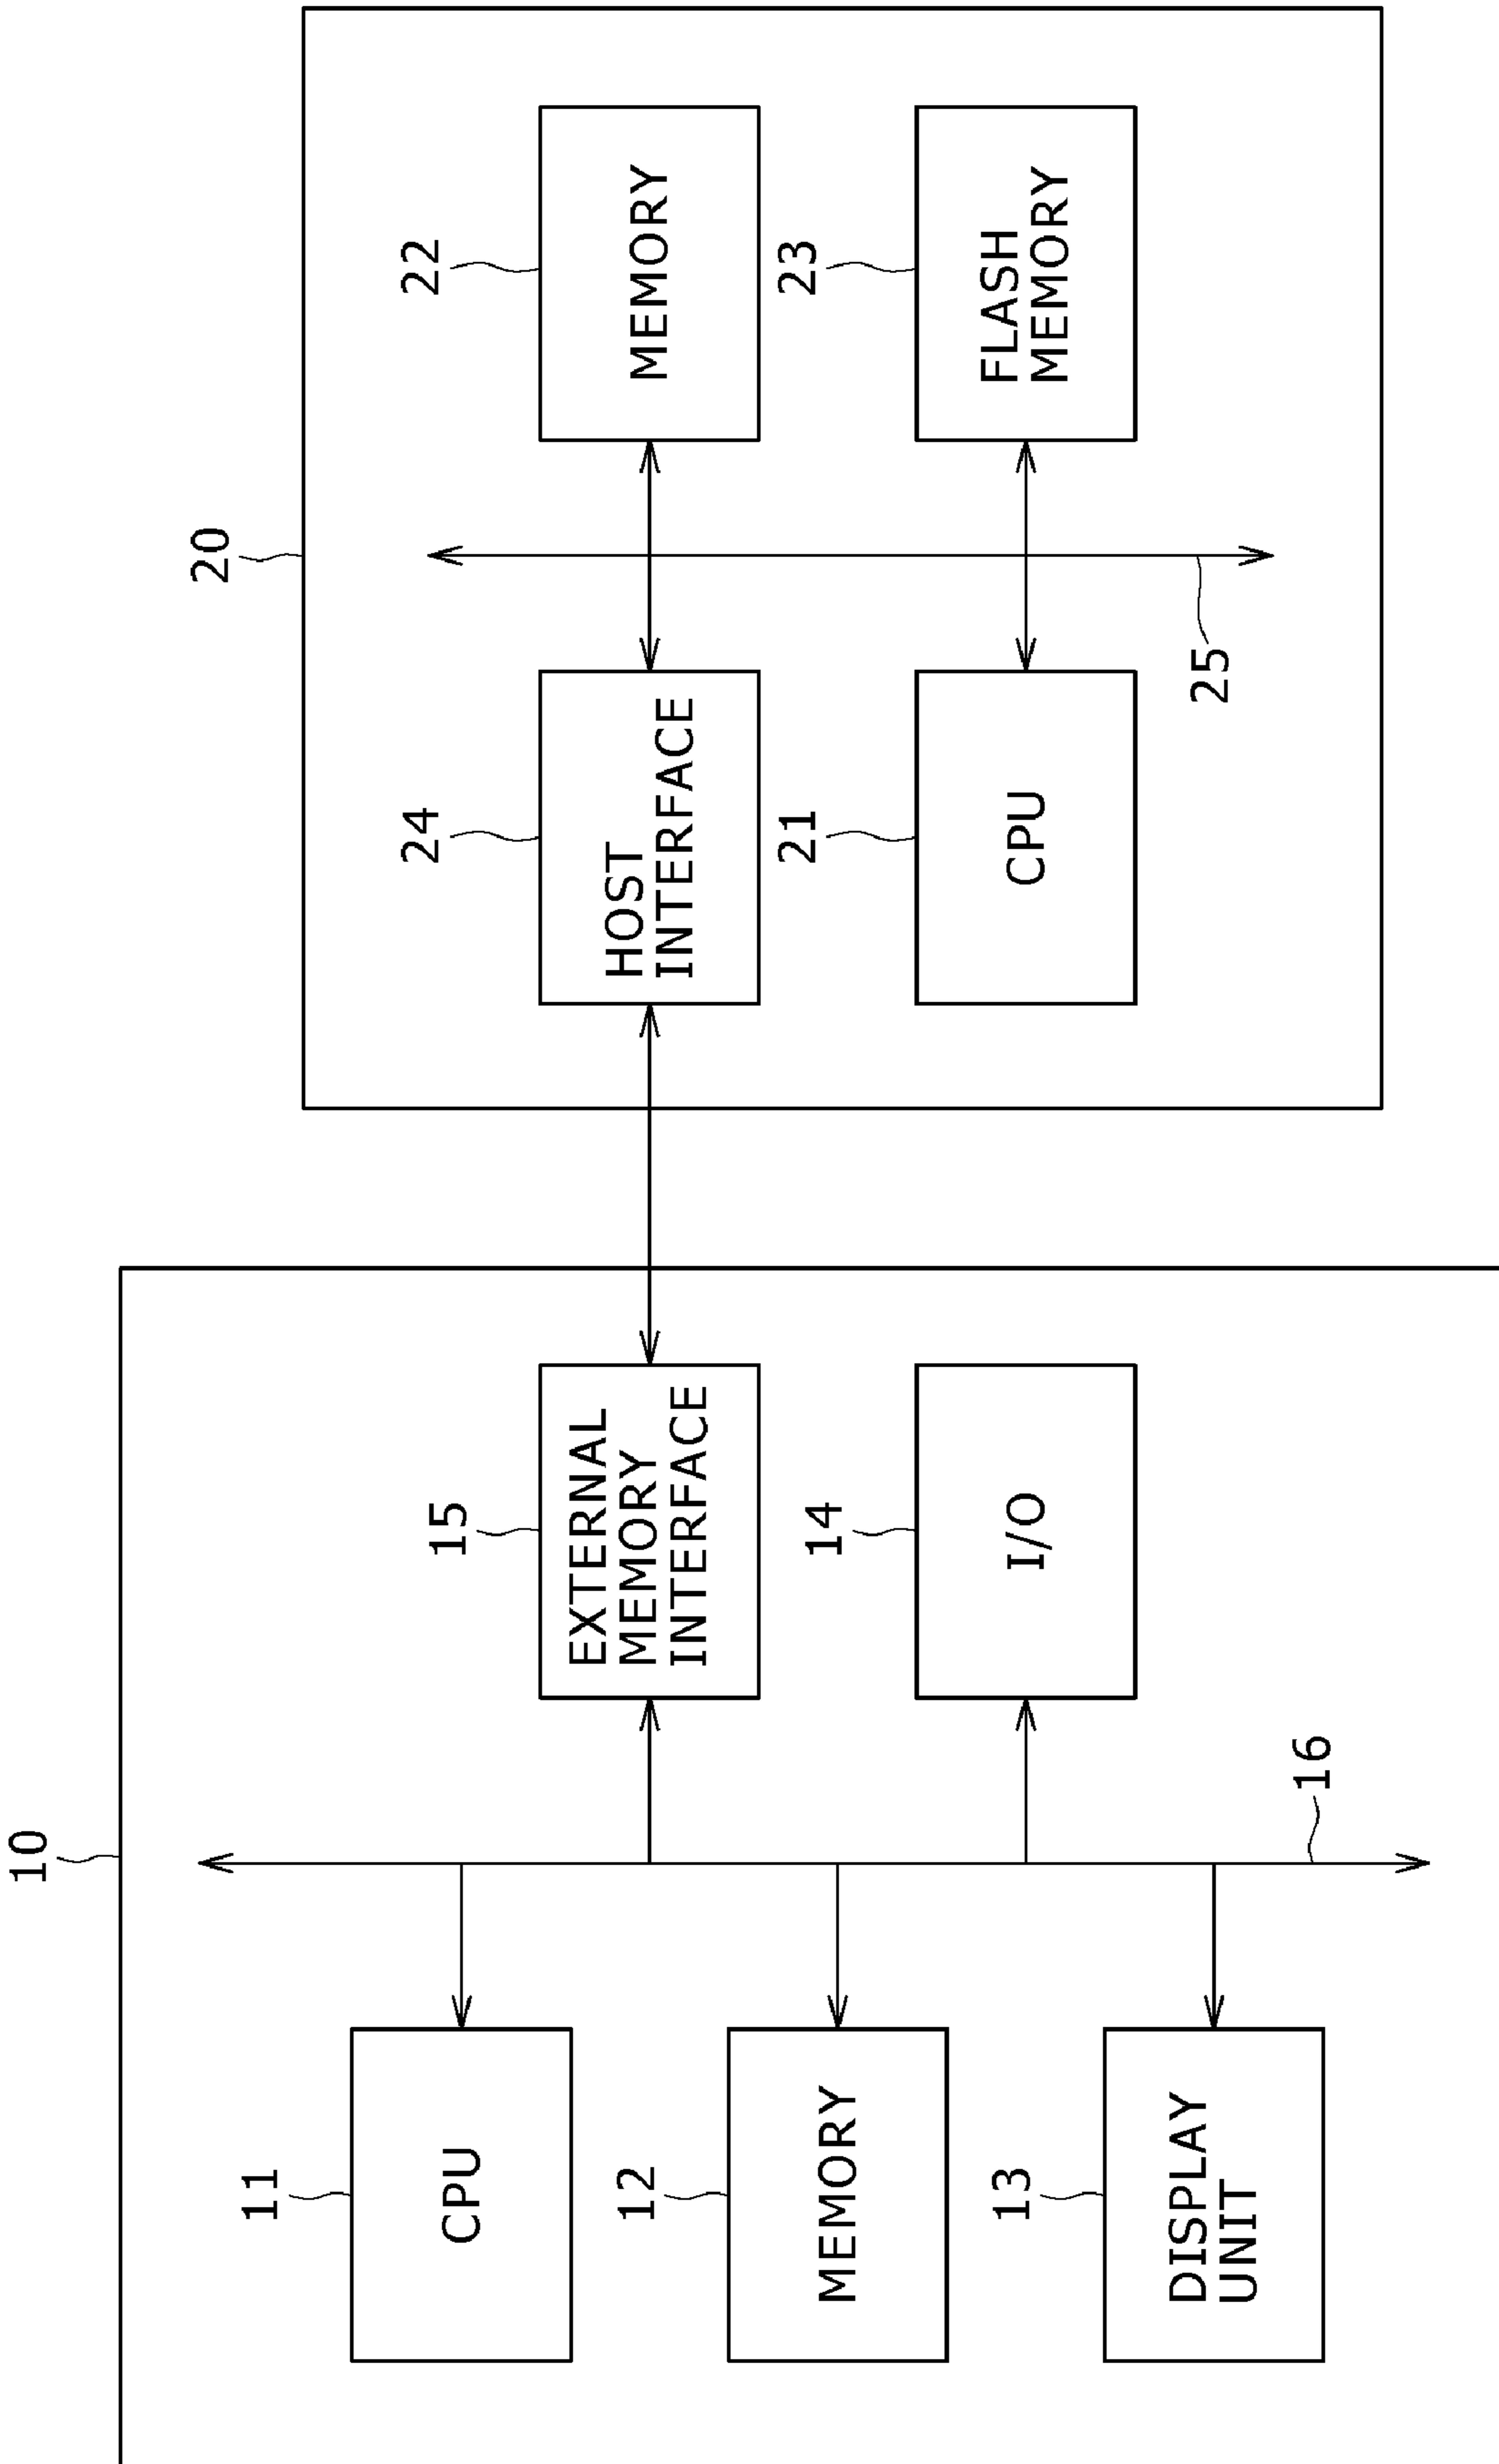 10
11
CPU
12
MEMORY
13
DISPLAY
UNIT
15
EXTERNAL
MEMORY
INTERFACE
14
I/O
16
20
24
HOST
INTERFACE
21
CPU
22
MEMORY
23
FLASH
MEMORY
25